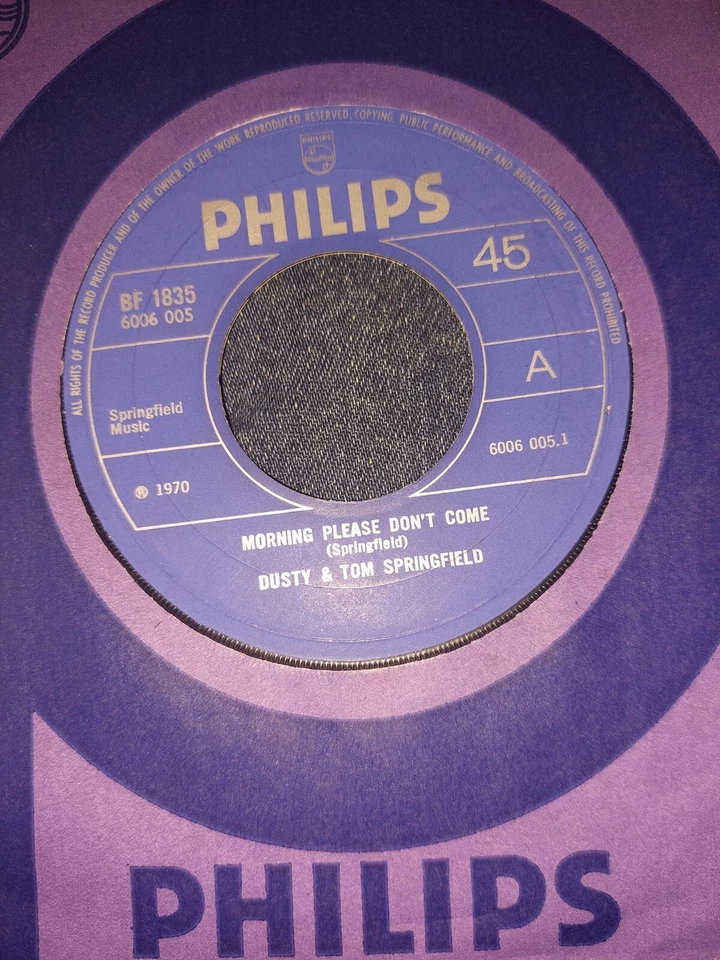 ALL RIGHTS OF THE RECORD PRODUCER AND OF THE OWNER OF THE WORK REPRODUCED RESERVED. COPYING, PUBLIC PERFORMANCE AND BROADCASTING OF THIS RECORD PROHIBITED
PHILIPS
PHILIPS
45
BF 1835
6006 005
A
Springfield
Music
6006 005.1
℗ 1970
MORNING PLEASE DON'T COME
(Springfield)
DUSTY & TOM SPRINGFIELD
PHILIPS